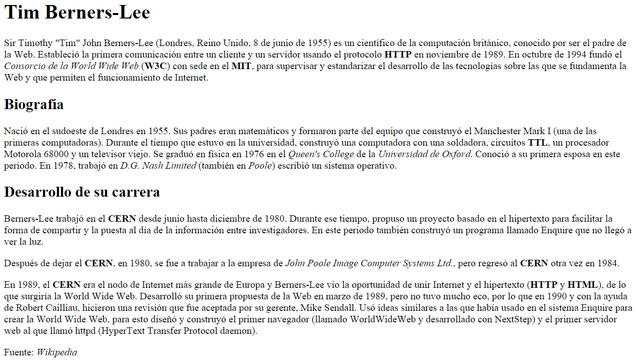 Tim Berners-Lee
Sir Timothy "Tim" John Berners-Lee (Londres, Reino Unido, 8 de junio de 1955) es un científico de la computación británico, conocido por ser el padre de
la Web. Estableció la primera comunicación entre un cliente y un servidor usando el protocolo HTTP en noviembre de 1989. En octubre de 1994 fundó el
Consorcio de la World Wide Web (W3C) con sede en el MIT, para supervisar y estandarizar el desarrollo de las tecnologías sobre las que se fundamenta la
Web y que permiten el funcionamiento de Internet.
Biografía
Nació en el sudoeste de Londres en 1955. Sus padres eran matemáticos y formaron parte del equipo que construyó el Manchester Mark I (una de las
primeras computadoras). Durante el tiempo que estuvo en la universidad, construyó una computadora con una soldadora, circuitos TTL, un procesador
Motorola 68000 y un televisor viejo. Se graduó en física en 1976 en el Queen's College de la Universidad de Oxford. Conoció a su primera esposa en este
periodo. En 1978, trabajó en D.G. Nash Limited (también en Poole) escribió un sistema operativo.
Desarrollo de su carrera
Berners-Lee trabajó en el CERN desde junio hasta diciembre de 1980. Durante ese tiempo, propuso un proyecto basado en el hipertexto para facilitar la
forma de compartir y la puesta al día de la información entre investigadores. En este periodo también construyó un programa llamado Enquire que no llegó a
ver la luz.
Después de dejar el CERN, en 1980, se fue a trabajar a la empresa de John Poole Image Computer Systems Ltd., pero regresó al CERN otra vez en 1984.
En 1989, el CERN era el nodo de Internet más grande de Europa y Berners-Lee vio la oportunidad de unir Internet y el hipertexto (HTTP y HTML), de lo
que surgiría la World Wide Web. Desarrolló su primera propuesta de la Web en marzo de 1989, pero no tuvo mucho eco, por lo que en 1990 y con la ayuda
de Robert Cailliau, hicieron una revisión que fue aceptada por su gerente, Mike Sendall. Usó ideas similares a las que había usado en el sistema Enquire para
crear la World Wide Web, para esto diseñó y construyó el primer navegador (llamado WorldWideWeb y desarrollado con NextStep) y el primer servidor
web al que llamó httpd (HyperText Transfer Protocol daemon).
Fuente: Wikipedia